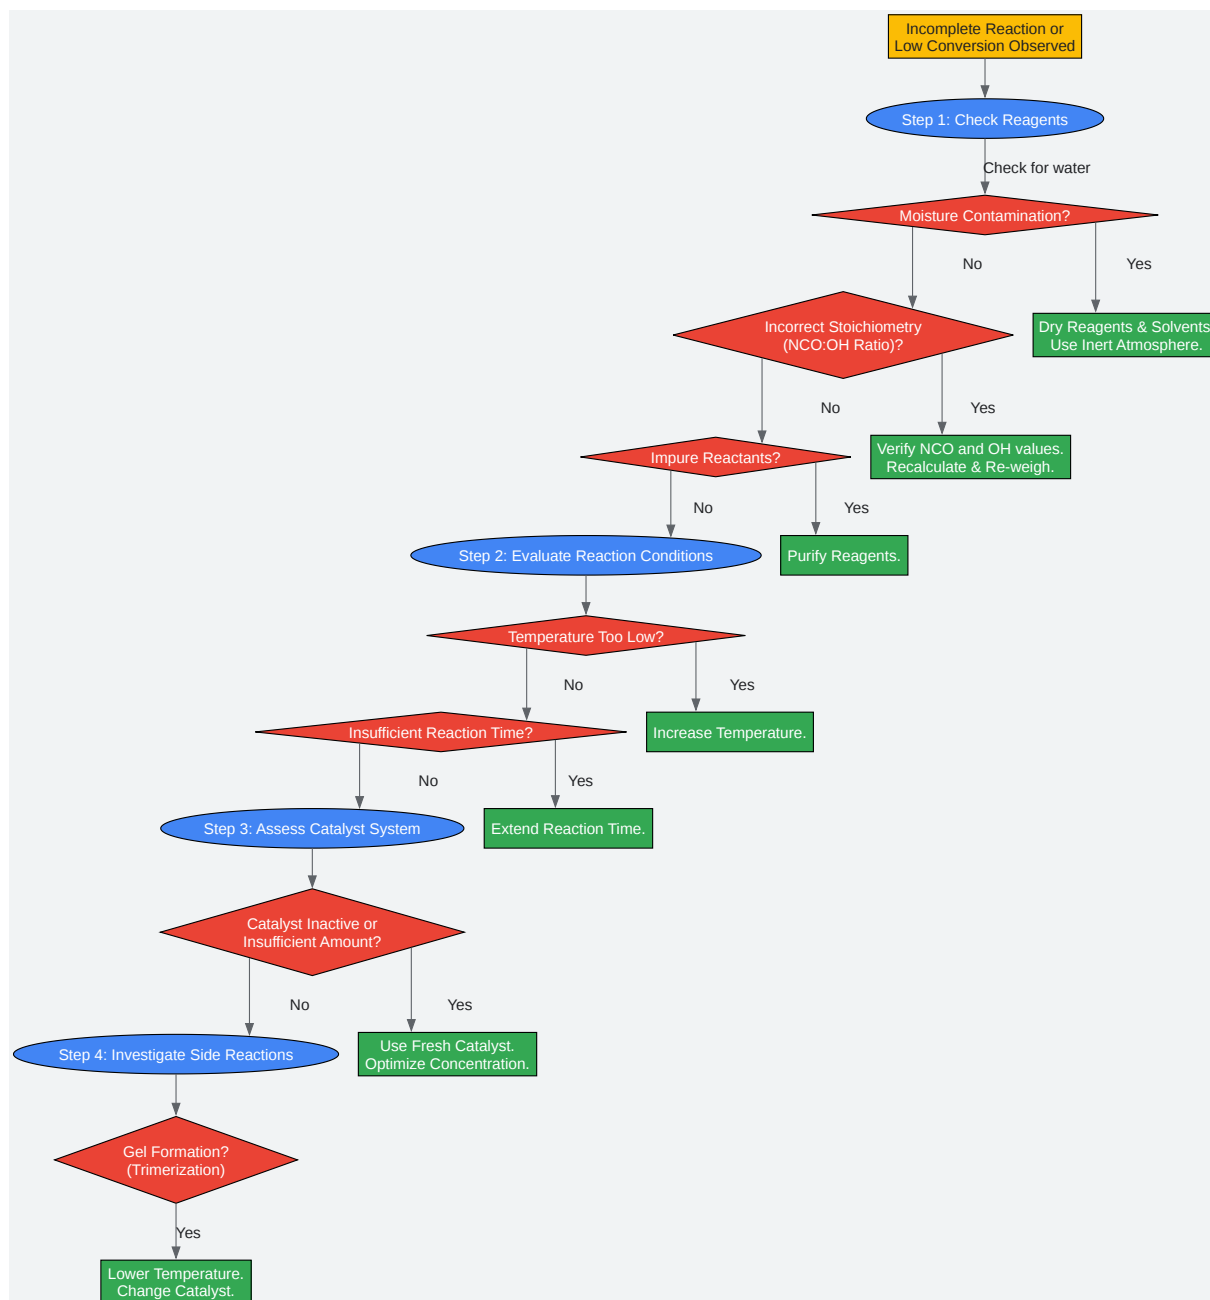 Incomplete Reaction or
Low Conversion Observed
Step 1: Check Reagents
Check for water
Moisture Contamination?
No
Yes
Incorrect Stoichiometry
(NCO:OH Ratio)?
Dry Reagents & Solvents
Use Inert Atmosphere.
No
Yes
Impure Reactants?
Verify NCO and OH values.
Recalculate & Re-weigh.
No
Yes
Step 2: Evaluate Reaction Conditions
Purify Reagents.
Temperature Too Low?
No
Yes
Insufficient Reaction Time?
Increase Temperature.
No
Yes
Step 3: Assess Catalyst System
Extend Reaction Time.
Catalyst Inactive or
Insufficient Amount?
No
Yes
Step 4: Investigate Side Reactions
Use Fresh Catalyst.
Optimize Concentration.
Gel Formation?
(Trimerization)
Yes
Lower Temperature.
Change Catalyst.